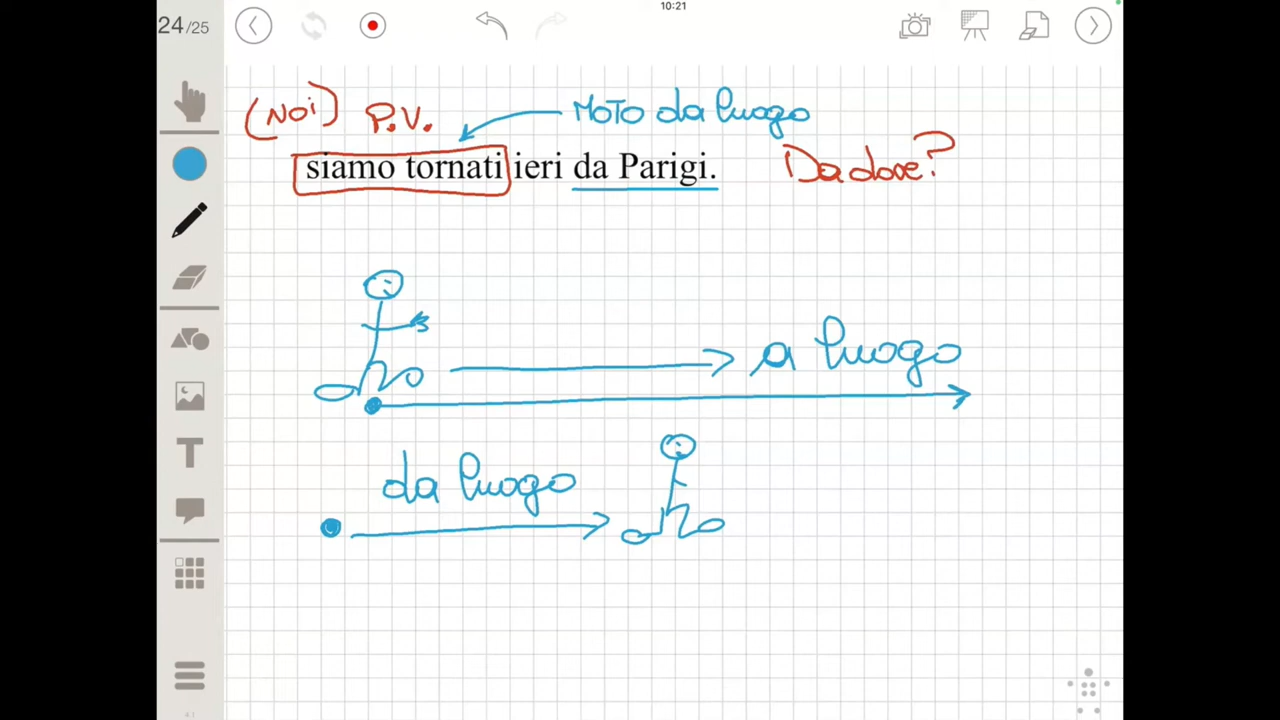 10:21
24/25
(Noi) P.V. MOTO da luogo
siamo tornati ieri da Parigi. Da dove?
a luogo
da luogo
T